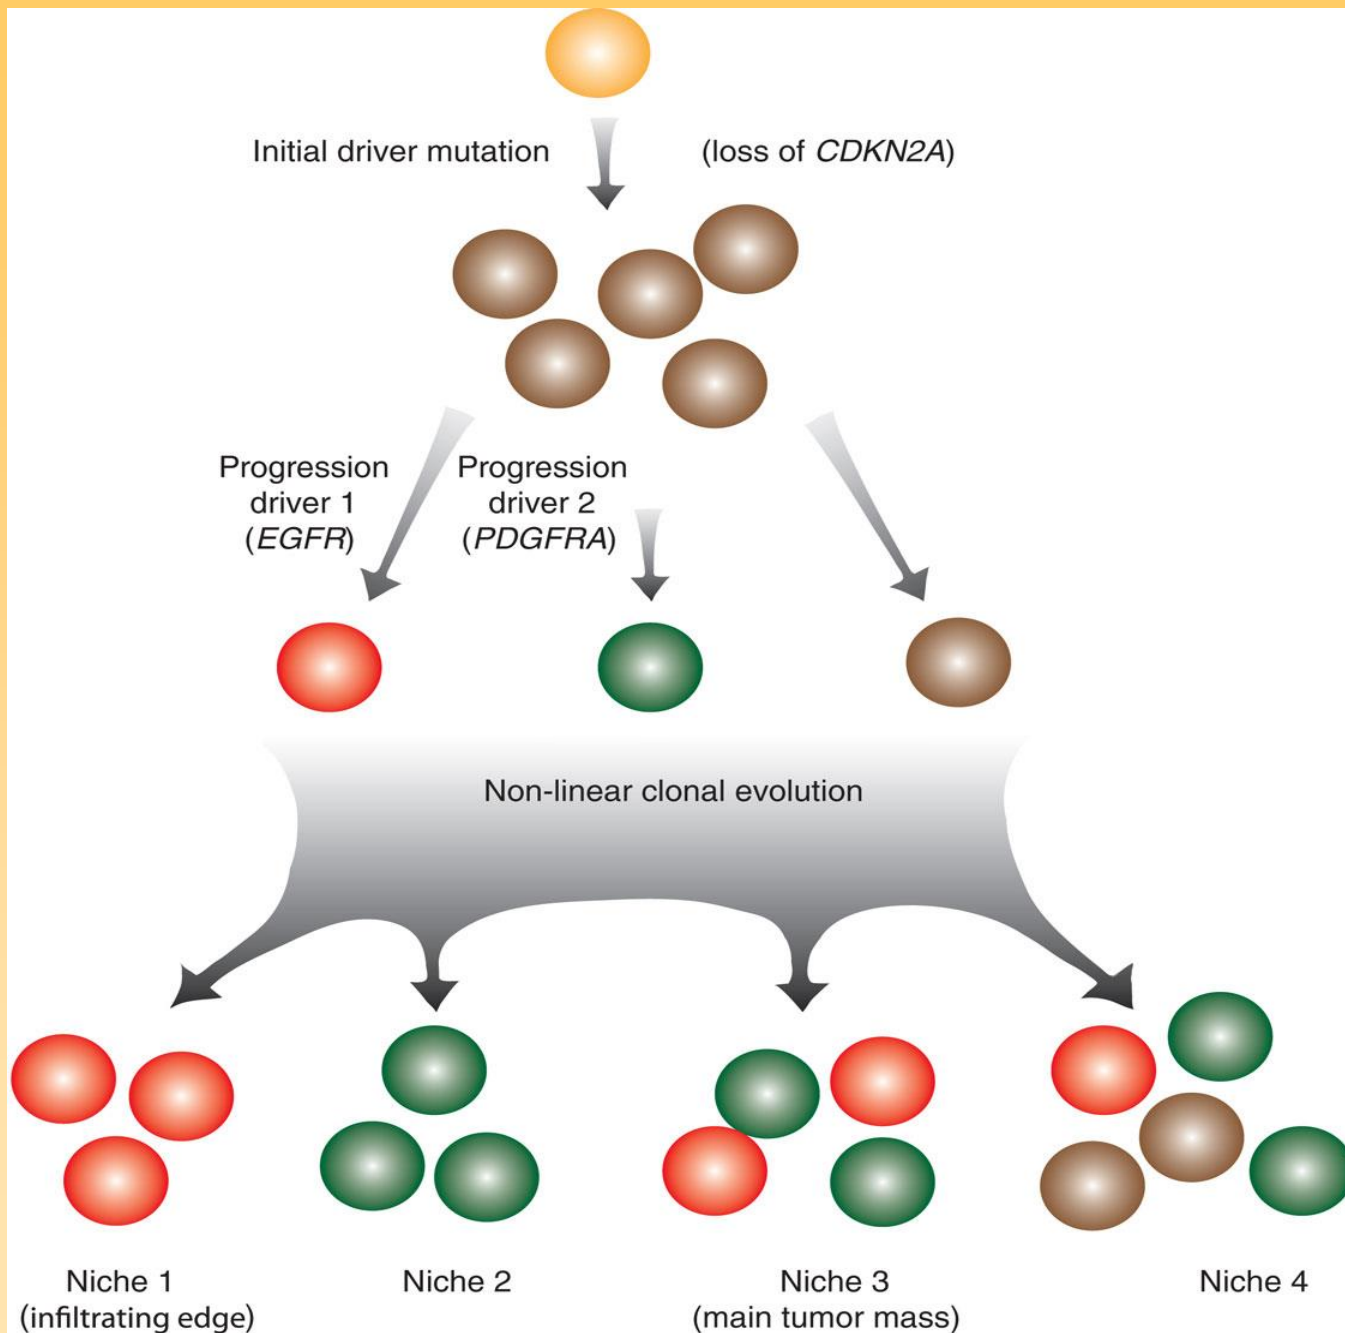 Initial driver mutation
(loss of CDKN2A)
Progression
driver 1
(EGFR)
Progression
driver 2
(PDGFRA)
Non-linear clonal evolution
Niche 1
(infiltrating edge)
Niche 2
Niche 3
(main tumor mass)
Niche 4